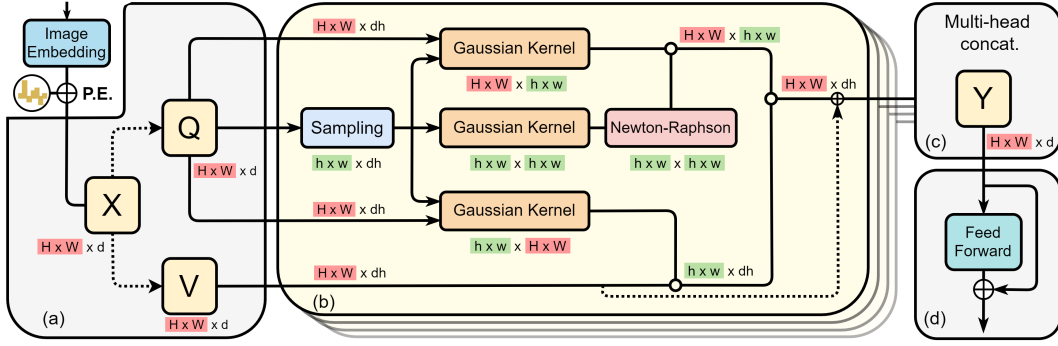 Image
Embedding
P.E.
X
H x W x d
(a)
Q
H x W x d
V
H x W x d
H x W x dh
Gaussian Kernel
H x W x h x w
H x W x h x w
Sampling
h x w x dh
Gaussian Kernel
h x w x h x w
Newton-Raphson
h x w x h x w
H x W x dh
Gaussian Kernel
h x w x H x W
H x W x dh
h x w x dh
H x W x dh
(b)
Multi-head
concat.
Y
H x W x d
(c)
Feed
Forward
(d)